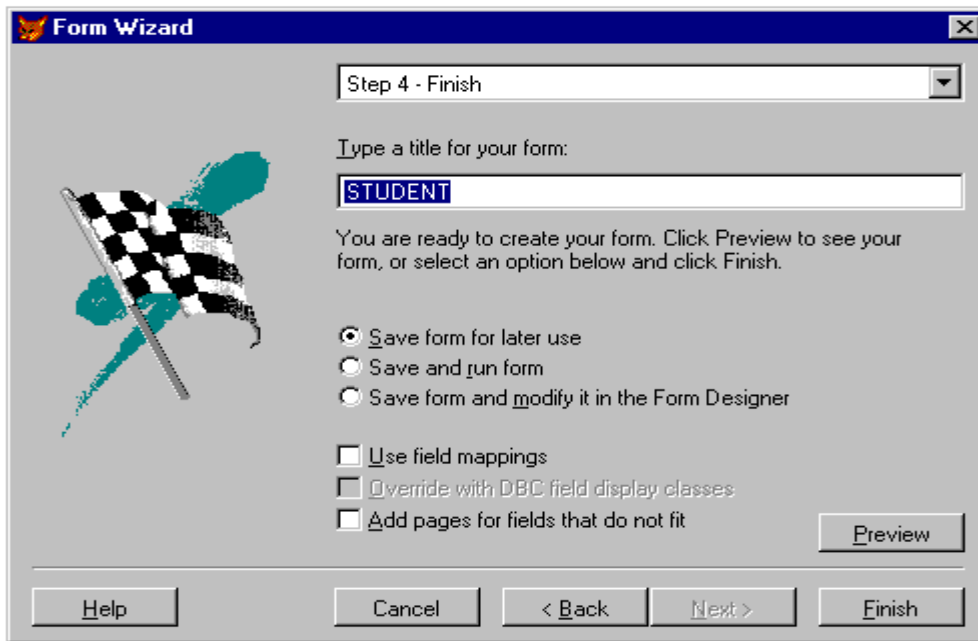 Form Wizard
Step 4 - Finish
Type a title for your form:
STUDENT
You are ready to create your form. Click Preview to see your
form, or select an option below and click Finish.
Save form for later use
Save and run form
Save form and modify it in the Form Designer
Use field mappings
Override with DBC field display classes
Add pages for fields that do not fit
Preview
Help
Cancel
< Back
Next >
Finish